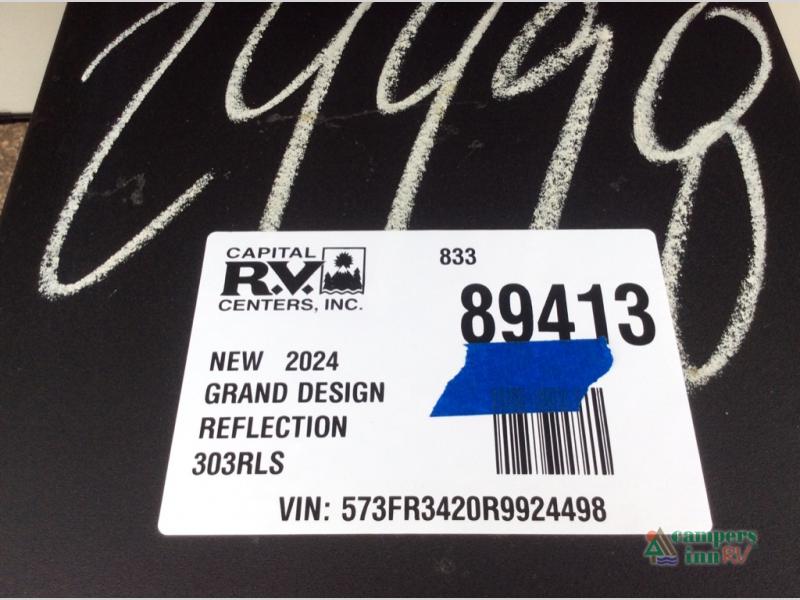 24498
CAPITAL
R.V.
CENTERS, INC.
833
89413
NEW 2024
GRAND DESIGN
REFLECTION
303RLS
VIN: 573FR3420R9924498
campers
inn RV